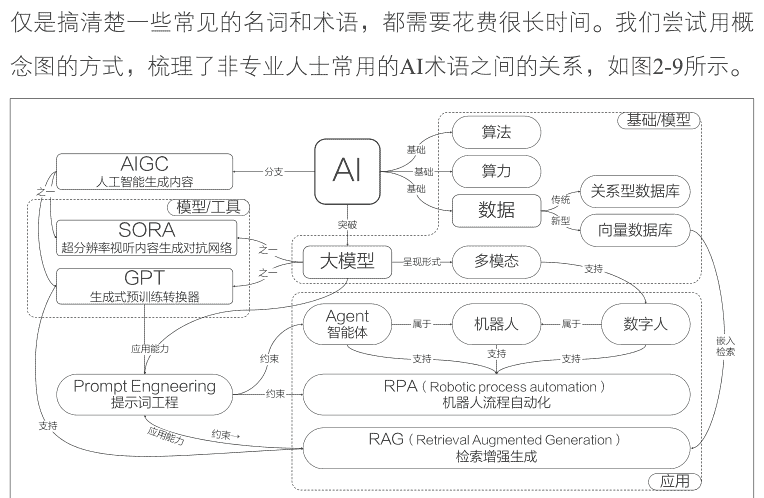 仅是搞清楚一些常见的名词和术语，都需要花费很长时间。我们尝试用概
念图的方式，梳理了非专业人士常用的AI术语之间的关系，如图2-9所示。
基础/模型
AIGC
人工智能生成内容
分支
AI
基础
算法
基础
算力
基础
数据
传统
关系型数据库
新型
向量数据库
之一
模型/工具
SORA
超分辨率视听内容生成对抗网络
突破
之一
大模型
呈现形式
多模态
支持
之一
GPT
生成式预训练转换器
Agent
智能体
属于
机器人
属于
数字人
应用能力
约束
支持
支持
支持
嵌入
检索
Prompt Engneering
提示词工程
约束
RPA（Robotic process automation）
机器人流程自动化
支持
应用能力
约束→
RAG（Retrieval Augmented Generation）
检索增强生成
应用